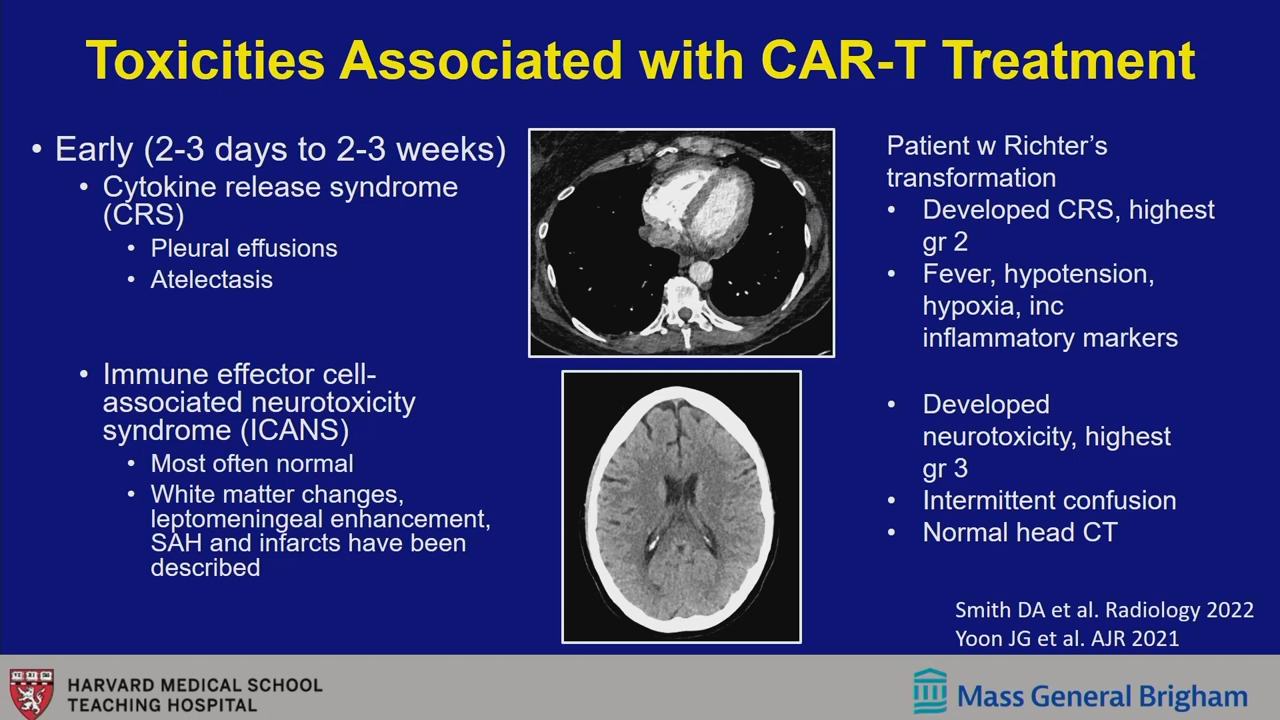 Toxicities Associated with CAR-T Treatment
• Early (2-3 days to 2-3 weeks)
• Cytokine release syndrome
(CRS)
• Pleural effusions
• Atelectasis
• Immune effector cell-
associated neurotoxicity
syndrome (ICANS)
• Most often normal
• White matter changes,
leptomeningeal enhancement,
SAH and infarcts have been
described
Patient w Richter's
transformation
• Developed CRS, highest
gr 2
• Fever, hypotension,
hypoxia, inc
inflammatory markers
• Developed
neurotoxicity, highest
gr 3
• Intermittent confusion
• Normal head CT
Smith DA et al. Radiology 2022
Yoon JG et al. AJR 2021
HARVARD MEDICAL SCHOOL
TEACHING HOSPITAL
Mass General Brigham